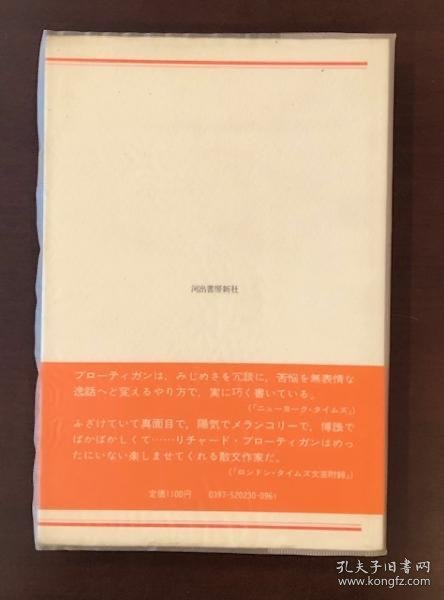 河出書房新社
ブローティガンは、みじめさを冗談に、苦悩を無表情な
逸話へと変えるやり方で、実に巧く書いている。
(「ニューヨーク・タイムズ」)
ふざけていて真面目で、陽気でメランコリーで、博識で
ばかばかしくて……リチャード・ブローティガンはめっ
たにいない楽しませてくれる散文作家だ。
(「ロンドン・タイムズ文芸附録」)
定価1100円 0397-520230-0961
孔夫子旧书网
www.kongfz.com